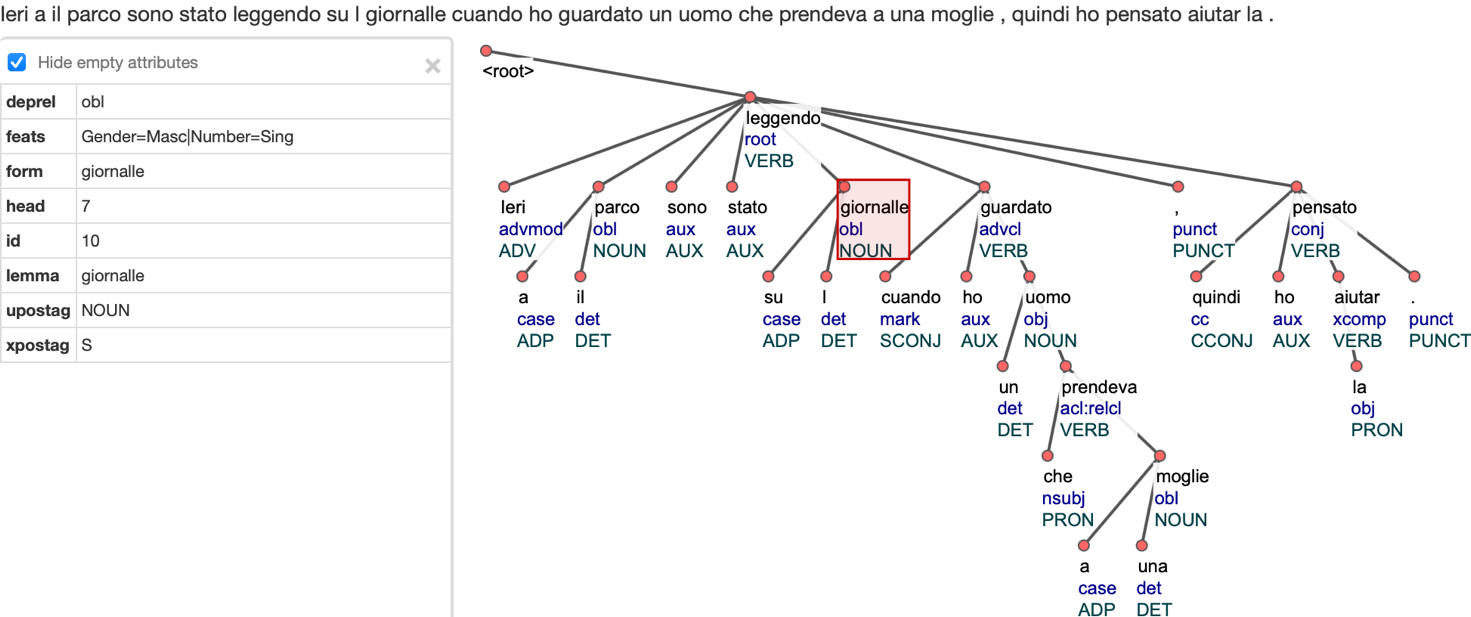 Ieri a il parco sono stato leggendo su l giornalle cuando ho guardato un uomo che prendeva a una moglie , quindi ho pensato aiutar la .
Hide empty attributes ×
deprel obl
feats Gender=Masc|Number=Sing
form giornalle
head 7
id 10
lemma giornalle
upostag NOUN
xpostag S
<root>
leggendo
root
VERB
Ieri parco sono stato giornalle guardato , pensato
advmod obl aux aux obl advcl punct conj
ADV NOUN AUX AUX NOUN VERB PUNCT VERB
a il su l cuando ho uomo quindi ho aiutar .
case det case det mark aux obj cc aux xcomp punct
ADP DET ADP DET SCONJ AUX NOUN CCONJ AUX VERB PUNCT
un prendeva la
det acl:relcl obj
DET VERB PRON
che moglie
nsubj obl
PRON NOUN
a una
case det
ADP DET